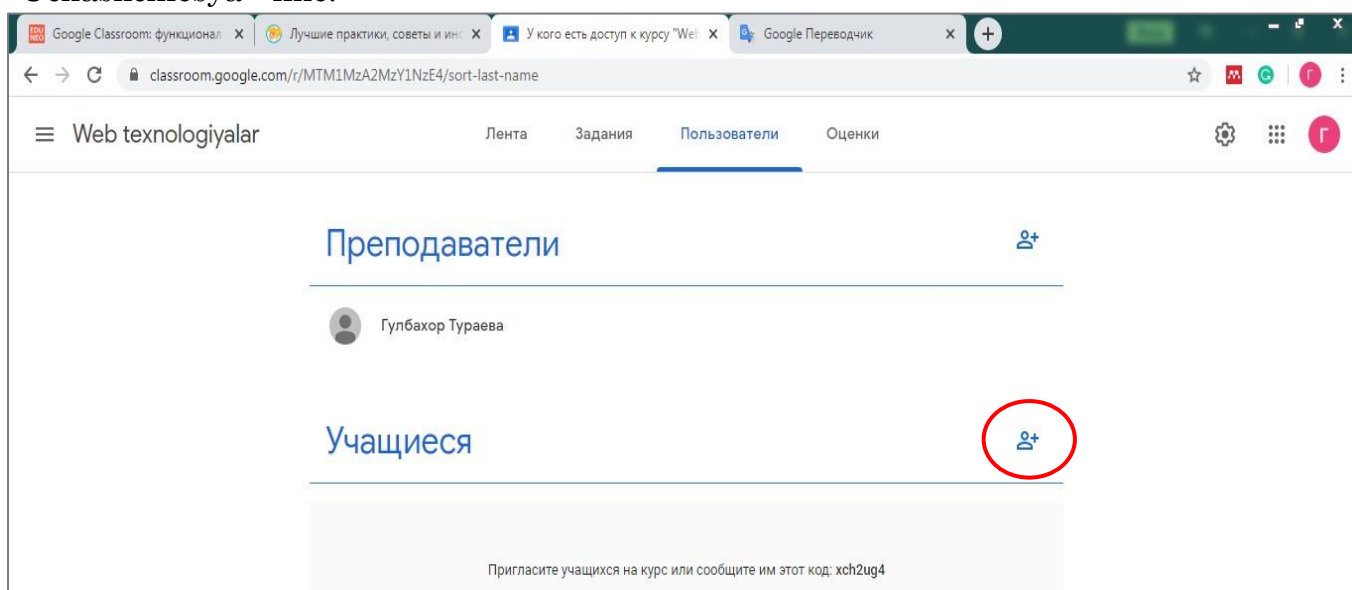 Google Classroom: функционал
Лучшие практики, советы и инс
У кого есть доступ к курсу "Web
Google Переводчик
classroom.google.com/r/MTM1MzA2MzY1NzE4/sort-last-name
Г
Web texnologiyalar
Лента Задания Пользователи Оценки
Г
Преподаватели
Гулбахор Тураева
Учащиеся
Пригласите учащихся на курс или сообщите им этот код: xch2ug4